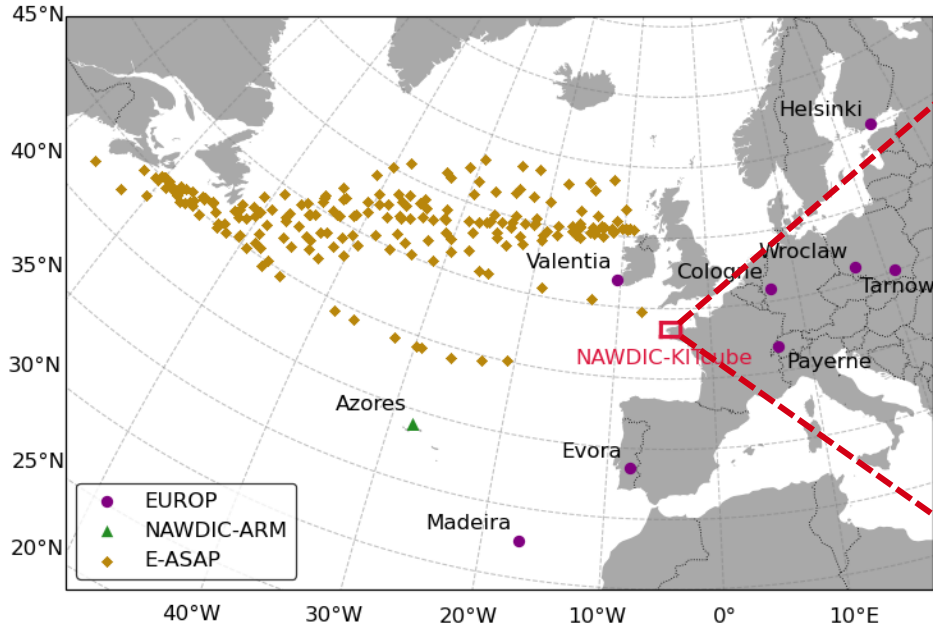 45°N
40°N
35°N
30°N
25°N
20°N
Helsinki
Wroclaw
Valentia
Cologne
Tarnow
NAWDIC-KITcube
Payerne
Azores
Evora
Madeira
EUROP
NAWDIC-ARM
E-ASAP
40°W
30°W
20°W
10°W
0°
10°E